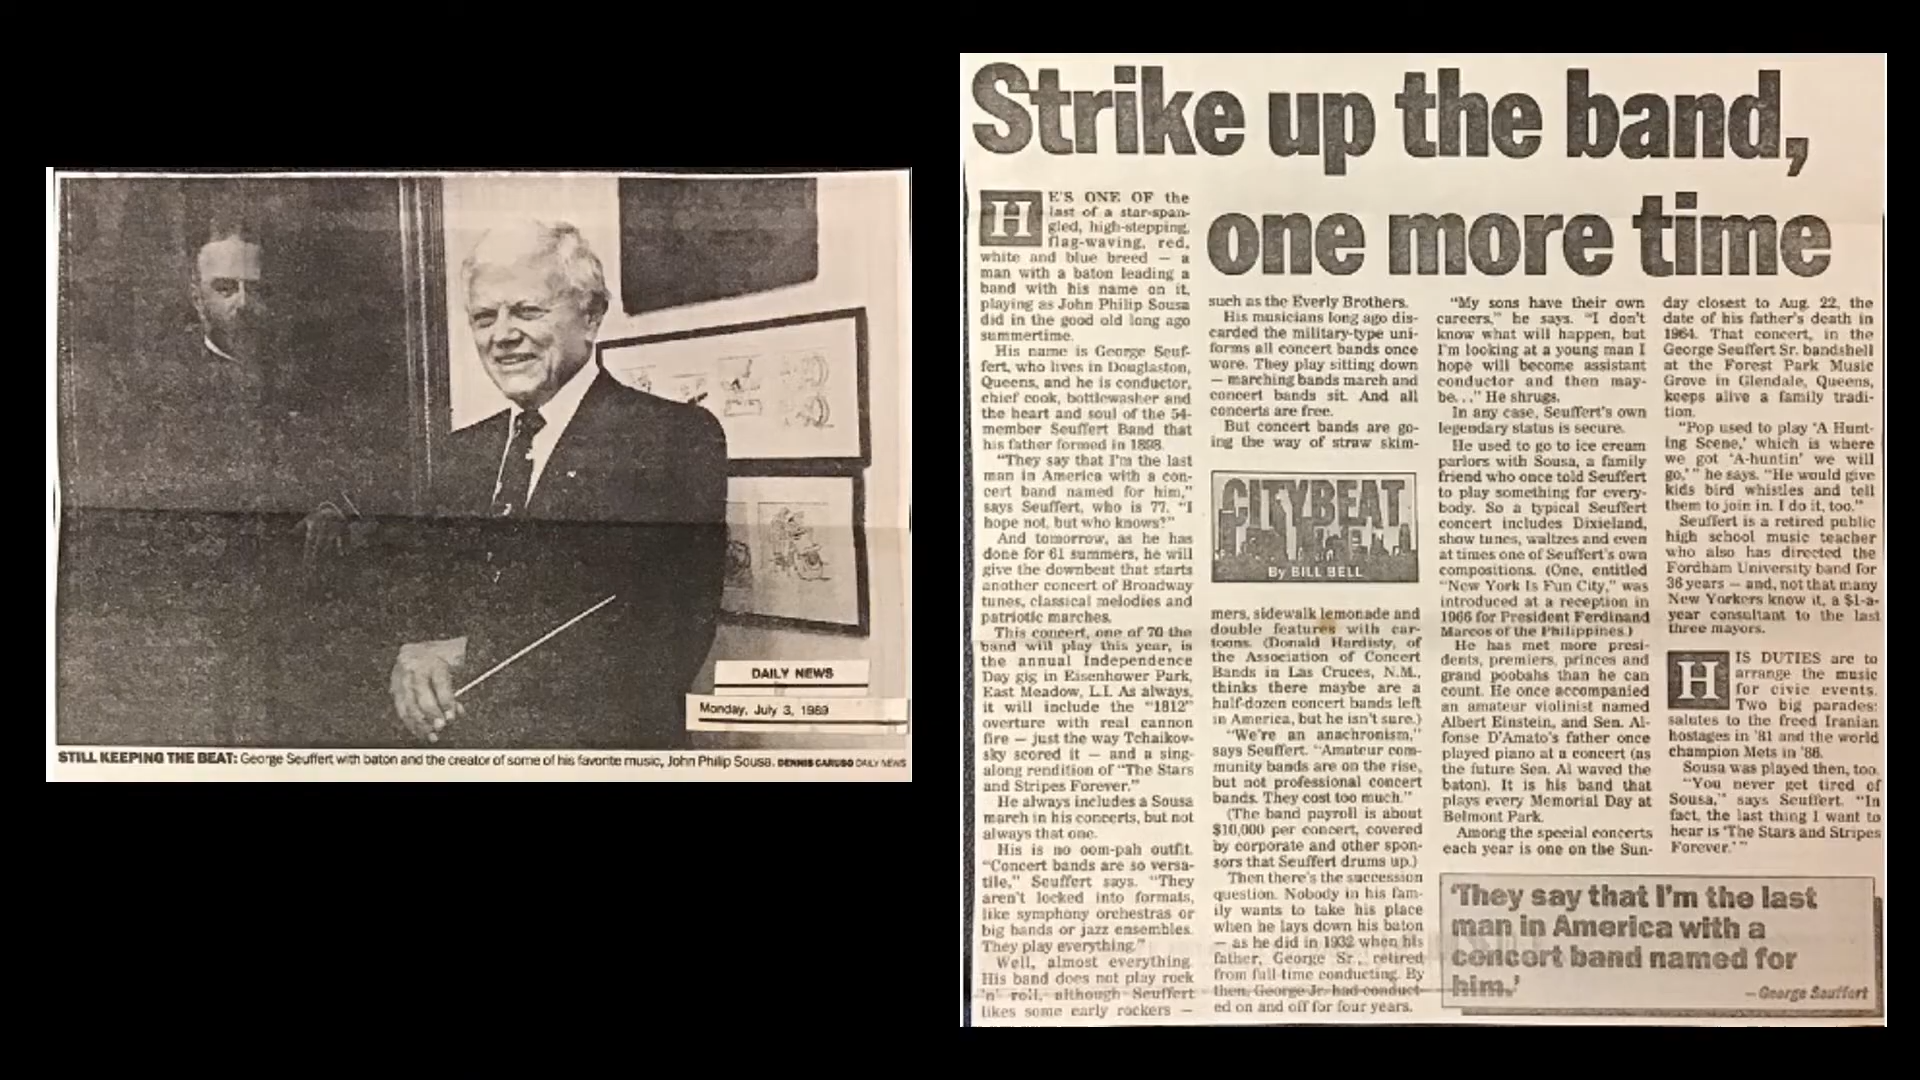 DAILY NEWS
Monday, July 3, 1989
STILL KEEPING THE BEAT: George Seuffert with baton and the creator of some of his favorite music, John Philip Sousa. DENNIS CARUSO DAILY NEWS
Strike up the band,
one more time
HE'S ONE OF the
last of a star-span-
gled, high-stepping,
flag-waving, red,
white and blue breed — a
man with a baton leading a
band with his name on it,
playing as John Philip Sousa
did in the good old long ago
summertime.
His name is George Seuf-
fert, who lives in Douglaston,
Queens, and he is conductor,
chief cook, bottlewasher and
the heart and soul of the 54-
member Seuffert Band that
his father formed in 1898.
"They say that I'm the last
man in America with a con-
cert band named for him,"
says Seuffert, who is 77. "I
hope not, but who knows?"
And tomorrow, as he has
done for 61 summers, he will
give the downbeat that starts
another concert of Broadway
tunes, classical melodies and
patriotic marches.
This concert, one of 70 the
band will play this year, is
the annual Independence
Day gig in Eisenhower Park,
East Meadow, L.I. As always,
it will include the "1812"
overture with real cannon
fire — just the way Tchaikov-
sky scored it — and a sing-
along rendition of "The Stars
and Stripes Forever."
He always includes a Sousa
march in his concerts, but not
always that one.
His is no oom-pah outfit.
"Concert bands are so versa-
tile," Seuffert says. "They
aren't locked into formats,
like symphony orchestras or
big bands or jazz ensembles.
They play everything."
Well, almost everything.
His band does not play rock
'n' roll, although Seuffert
likes some early rockers —
such as the Everly Brothers.
His musicians long ago dis-
carded the military-type uni-
forms all concert bands once
wore. They play sitting down
— marching bands march and
concert bands sit. And all
concerts are free.
But concert bands are go-
ing the way of straw skim-
CITYBEAT
By BILL BELL
mers, sidewalk lemonade and
double features with car-
toons. (Donald Hardisty, of
the Association of Concert
Bands in Las Cruces, N.M.,
thinks there maybe are a
half-dozen concert bands left
in America, but he isn't sure.)
"We're an anachronism,"
says Seuffert. "Amateur com-
munity bands are on the rise,
but not professional concert
bands. They cost too much."
(The band payroll is about
$10,000 per concert, covered
by corporate and other spon-
sors that Seuffert drums up.)
Then there's the succession
question. Nobody in his fam-
ily wants to take his place
when he lays down his baton
— as he did in 1932 when his
father, George Sr., retired
from full-time conducting. By
then, George Jr. had conduct-
ed on and off for four years.
"My sons have their own
careers," he says. "I don't
know what will happen, but
I'm looking at a young man I
hope will become assistant
conductor and then may-
be. . ." He shrugs.
In any case, Seuffert's own
legendary status is secure.
He used to go to ice cream
parlors with Sousa, a family
friend who once told Seuffert
to play something for every-
body. So a typical Seuffert
concert includes Dixieland,
show tunes, waltzes and even
at times one of Seuffert's own
compositions. (One, entitled
"New York Is Fun City," was
introduced at a reception in
1966 for President Ferdinand
Marcos of the Philippines.)
He has met more presi-
dents, premiers, princes and
grand poobahs than he can
count. He once accompanied
an amateur violinist named
Albert Einstein, and Sen. Al-
fonse D'Amato's father once
played piano at a concert (as
the future Sen. Al waved the
baton). It is his band that
plays every Memorial Day at
Belmont Park.
Among the special concerts
each year is one on the Sun-
day closest to Aug. 22, the
date of his father's death in
1964. That concert, in the
George Seuffert Sr. bandshell
at the Forest Park Music
Grove in Glendale, Queens,
keeps alive a family tradi-
tion.
"Pop used to play 'A Hunt-
ing Scene,' which is where
we got 'A-huntin' we will
go,'" he says. "He would give
kids bird whistles and tell
them to join in. I do it, too."
Seuffert is a retired public
high school music teacher
who also has directed the
Fordham University band for
36 years — and, not that many
New Yorkers know it, a $1-a-
year consultant to the last
three mayors.
HIS DUTIES are to
arrange the music
for civic events.
Two big parades:
salutes to the freed Iranian
hostages in '81 and the world
champion Mets in '86.
Sousa was played then, too.
"You never get tired of
Sousa," says Seuffert. "In
fact, the last thing I want to
hear is 'The Stars and Stripes
Forever.'"
'They say that I'm the last
man in America with a
concert band named for
him.'
— George Seuffert